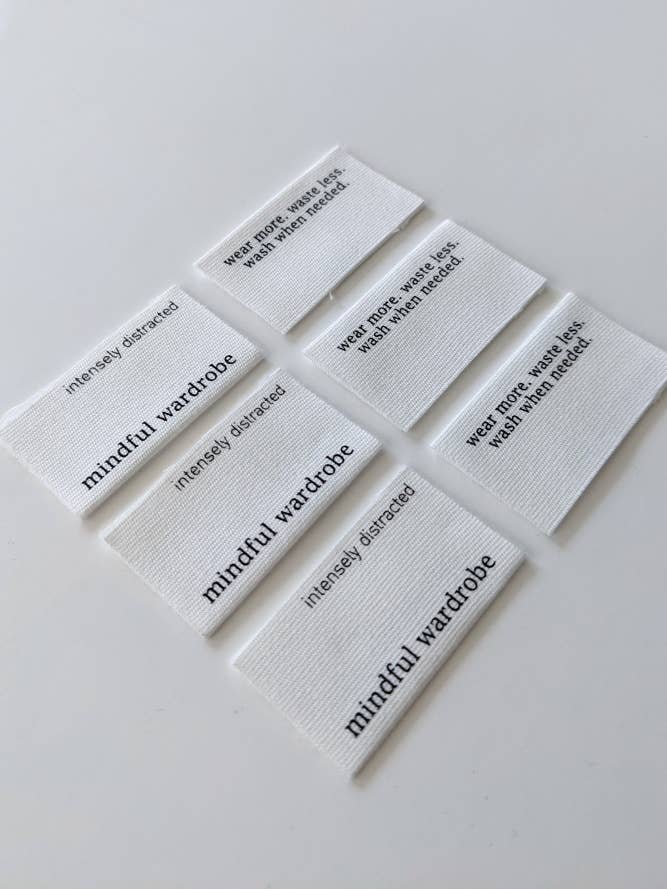 wear more. waste less.
wash when needed.
wear more. waste less.
wash when needed.
wear more. waste less.
wash when needed.
intensely distracted
mindful wardrobe
intensely distracted
mindful wardrobe
intensely distracted
mindful wardrobe